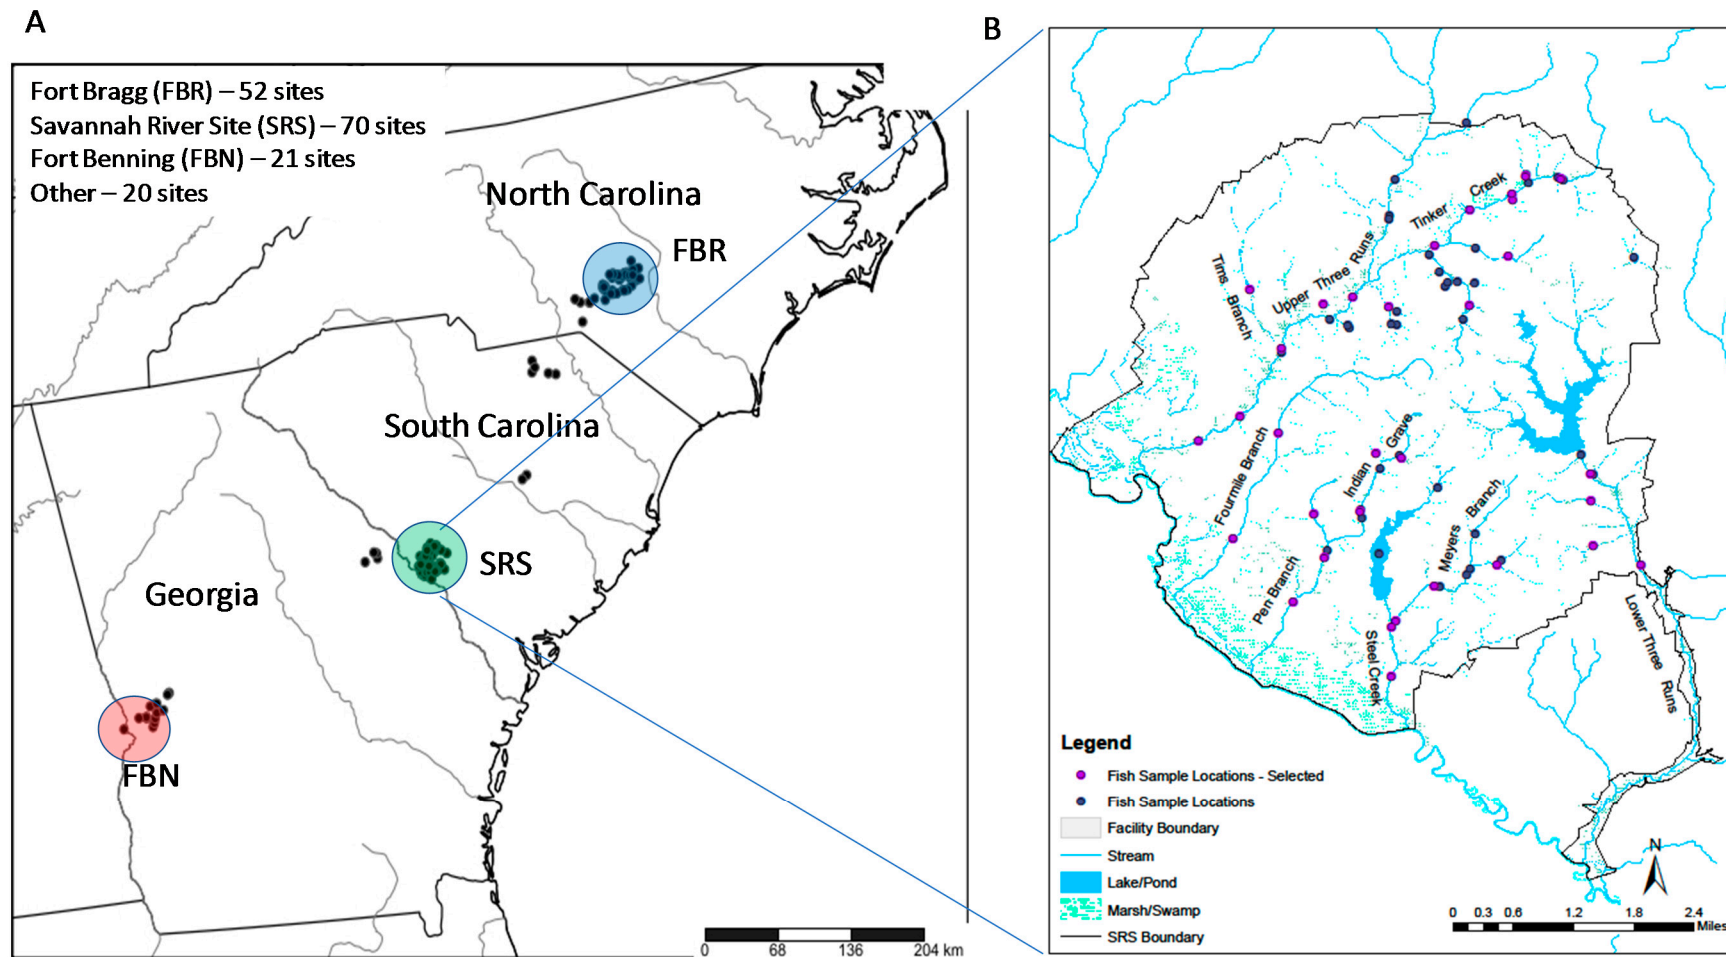 A
Fort Bragg (FBR) – 52 sites
Savannah River Site (SRS) – 70 sites
Fort Benning (FBN) – 21 sites
Other – 20 sites
North Carolina
FBR
South Carolina
SRS
Georgia
FBN
0 68 136 204 km
B
Tinker Creek
Upper Three Runs
Tims Branch
Fourmile Branch
Indian Grave
Pen Branch
Meyers Branch
Steel Creek
Lower Three Runs
Legend
Fish Sample Locations - Selected
Fish Sample Locations
Facility Boundary
Stream
Lake/Pond
Marsh/Swamp
SRS Boundary
N
0 0.3 0.6 1.2 1.8 2.4
Miles